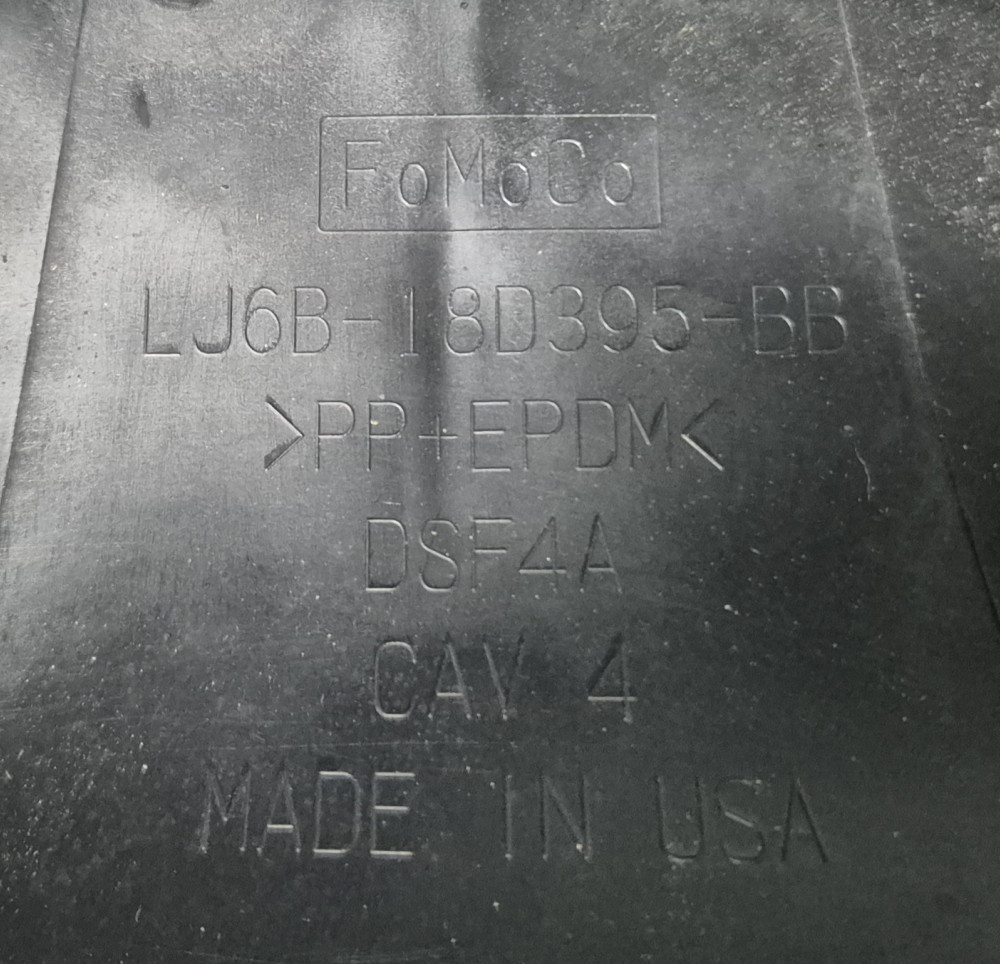 FoMoCo
LJ6B-18D395-BB
>PP+EPDM<
DSF4A
CAV 4
MADE IN USA